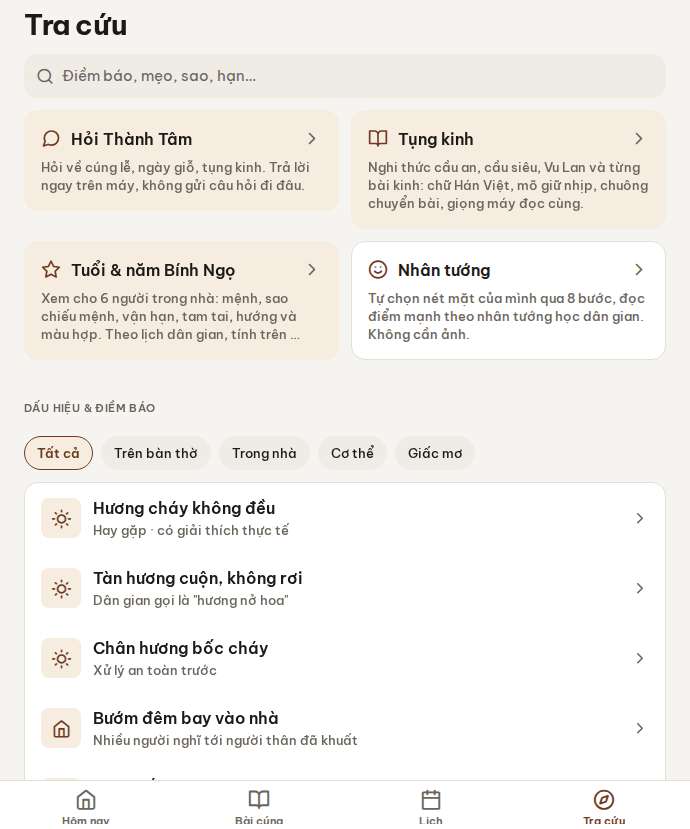 Tra cứu
Điềm báo, mẹo, sao, hạn...
Hỏi Thành Tâm
Hỏi về cúng lễ, ngày giỗ, tụng kinh. Trả lời
ngay trên máy, không gửi câu hỏi đi đâu.
Tụng kinh
Nghi thức cầu an, cầu siêu, Vu Lan và từng
bài kinh: chữ Hán Việt, mõ giữ nhịp, chuông
chuyển bài, giọng máy đọc cùng.
Tuổi & năm Bính Ngọ
Xem cho 6 người trong nhà: mệnh, sao
chiếu mệnh, vận hạn, tam tai, hướng và
màu hợp. Theo lịch dân gian, tính trên ...
Nhân tướng
Tự chọn nét mặt của mình qua 8 bước, đọc
điểm mạnh theo nhân tướng học dân gian.
Không cần ảnh.
DẤU HIỆU & ĐIỀM BÁO
Tất cả
Trên bàn thờ
Trong nhà
Cơ thể
Giấc mơ
Hương cháy không đều
Hay gặp · có giải thích thực tế
Tàn hương cuộn, không rơi
Dân gian gọi là "hương nở hoa"
Chân hương bốc cháy
Xử lý an toàn trước
Bướm đêm bay vào nhà
Nhiều người nghĩ tới người thân đã khuất
Hôm nay
Bài cúng
Lịch
Tra cứu